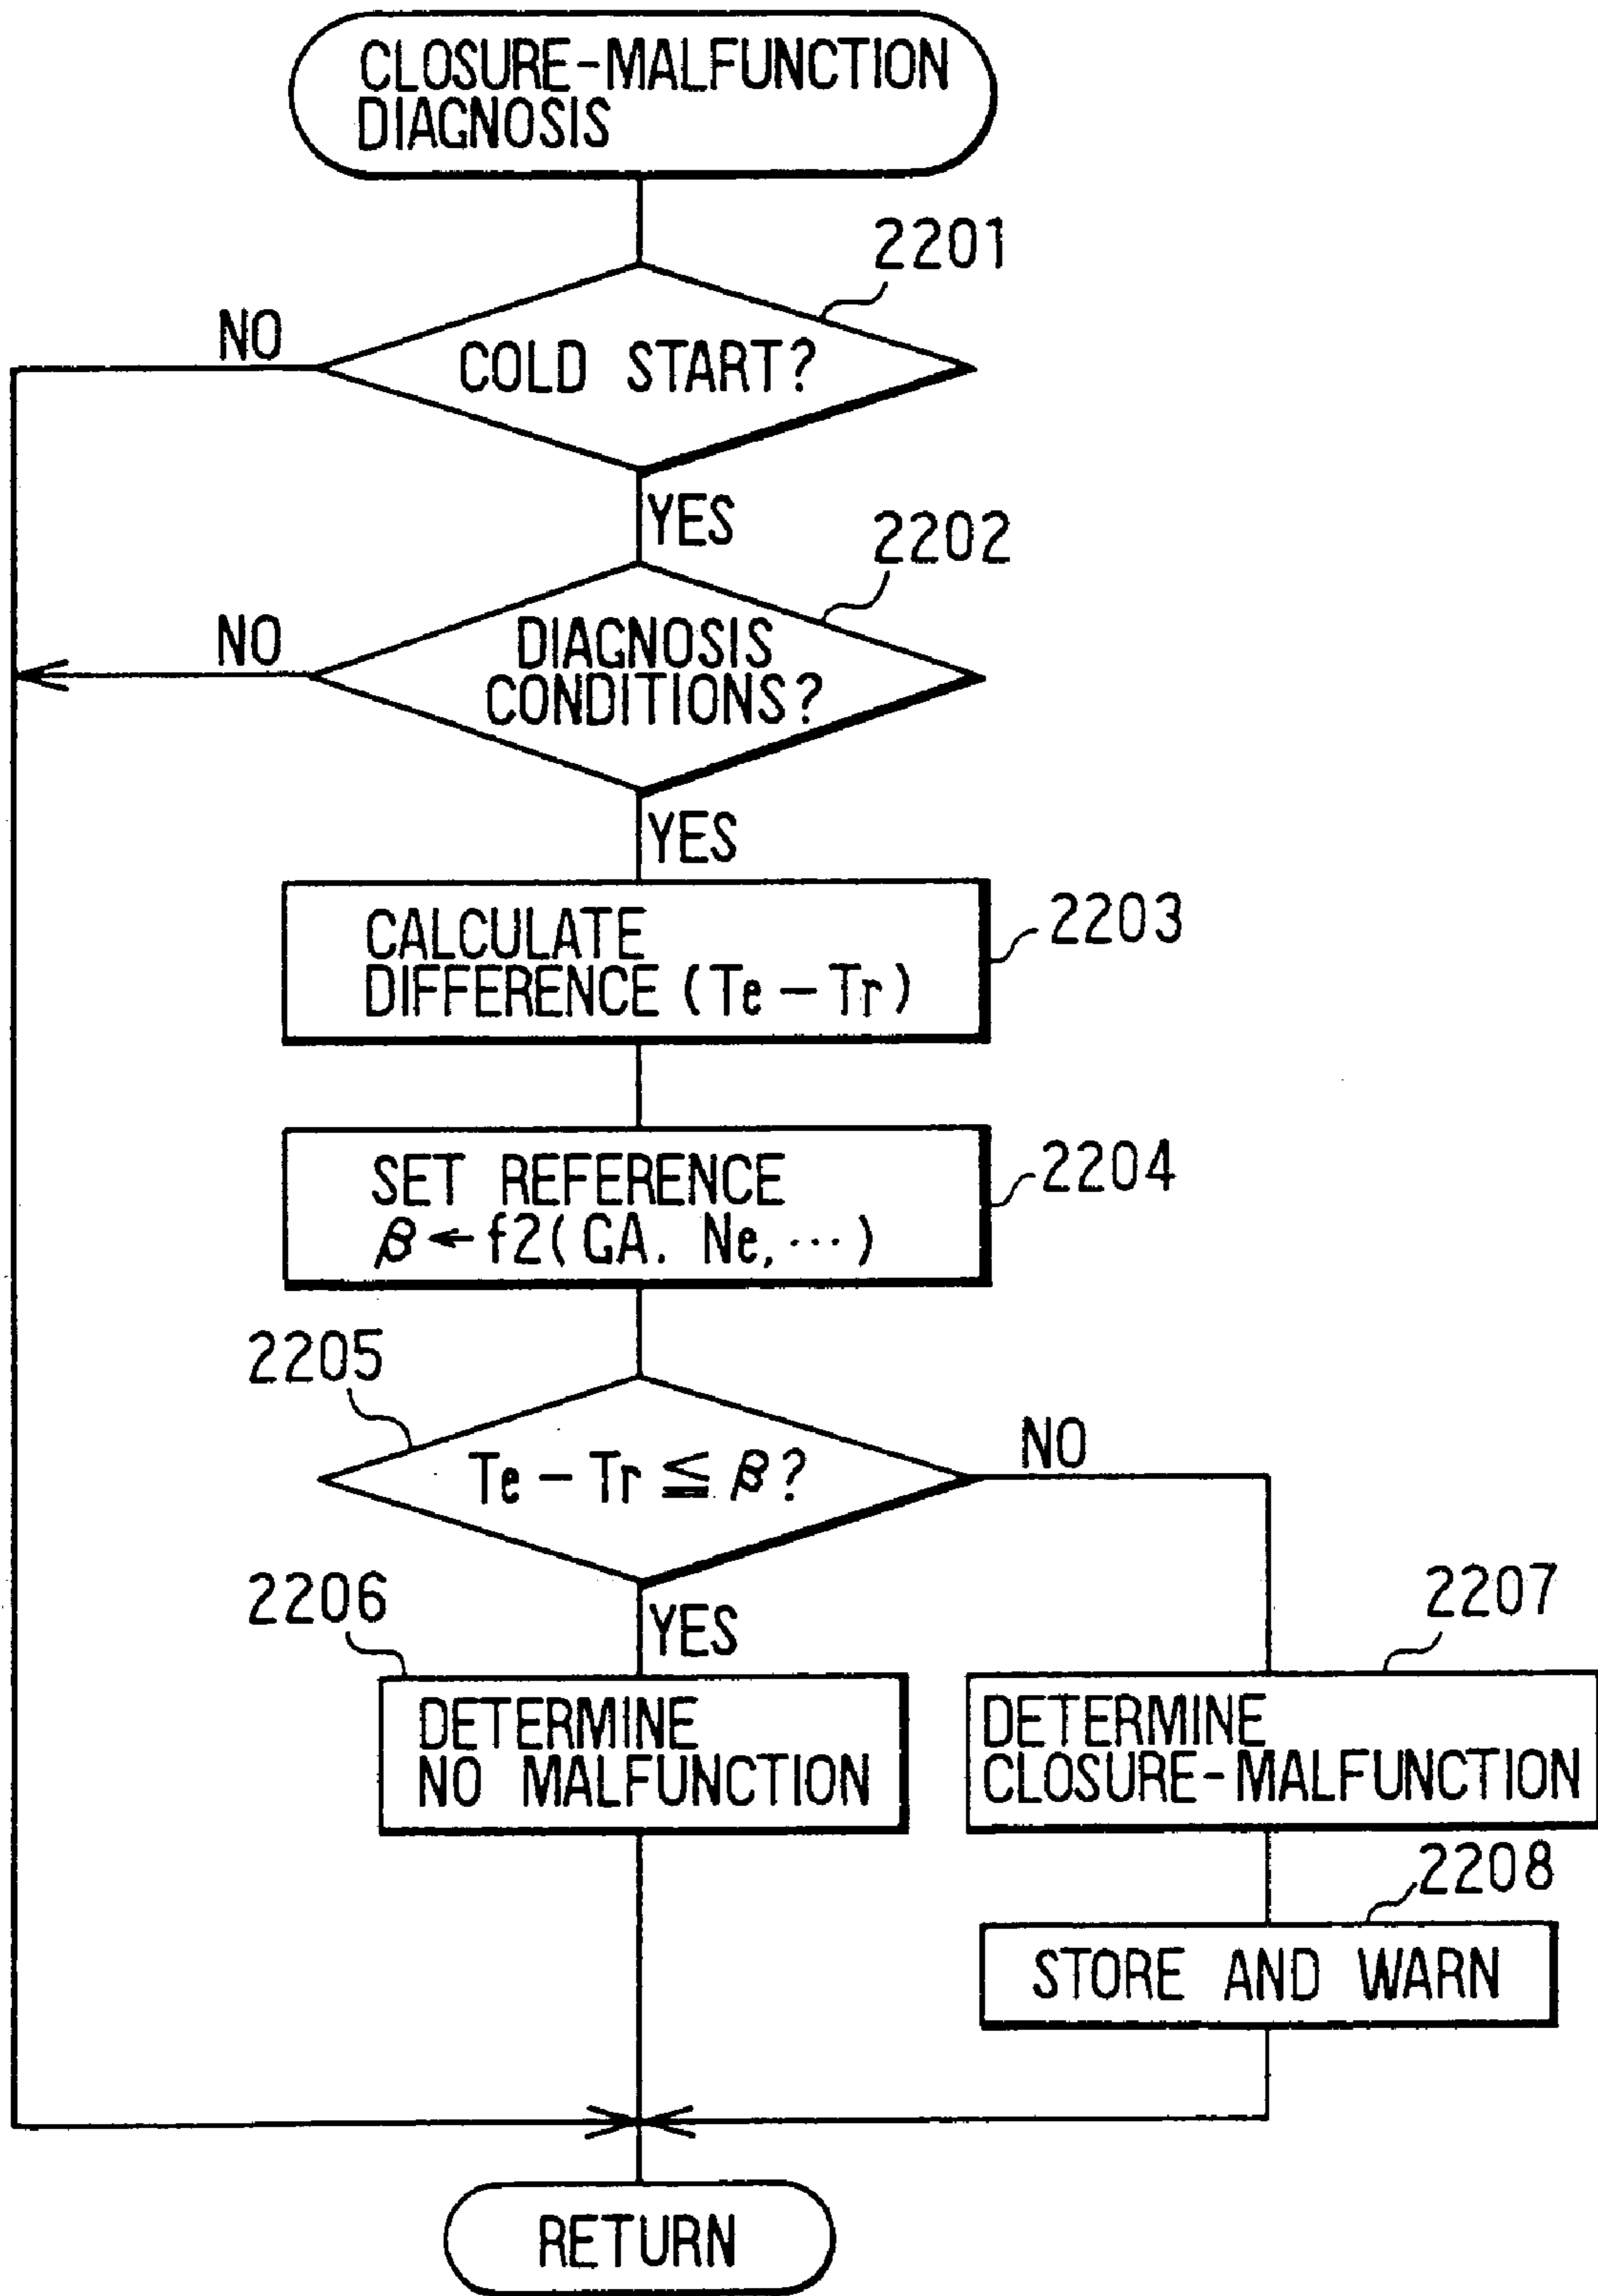 CLOSURE-MALFUNCTION
DIAGNOSIS
2201
NO
COLD START?
YES
2202
NO
DIAGNOSIS
CONDITIONS?
YES
2203
CALCULATE
DIFFERENCE (Te - Tr)
2204
SET REFERENCE
β ← f2(GA. Ne, ⋯)
2205
NO
Te - Tr ≦ β?
2206
YES
2207
DETERMINE
NO MALFUNCTION
DETERMINE
CLOSURE-MALFUNCTION
2208
STORE AND WARN
RETURN